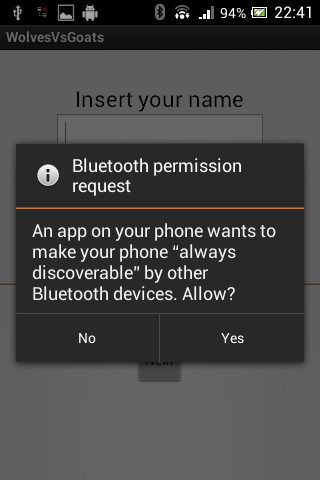 94% 22:41
WolvesVsGoats
Insert your name
Bluetooth permission
request
An app on your phone wants to
make your phone “always
discoverable” by other
Bluetooth devices. Allow?
No Yes
Next